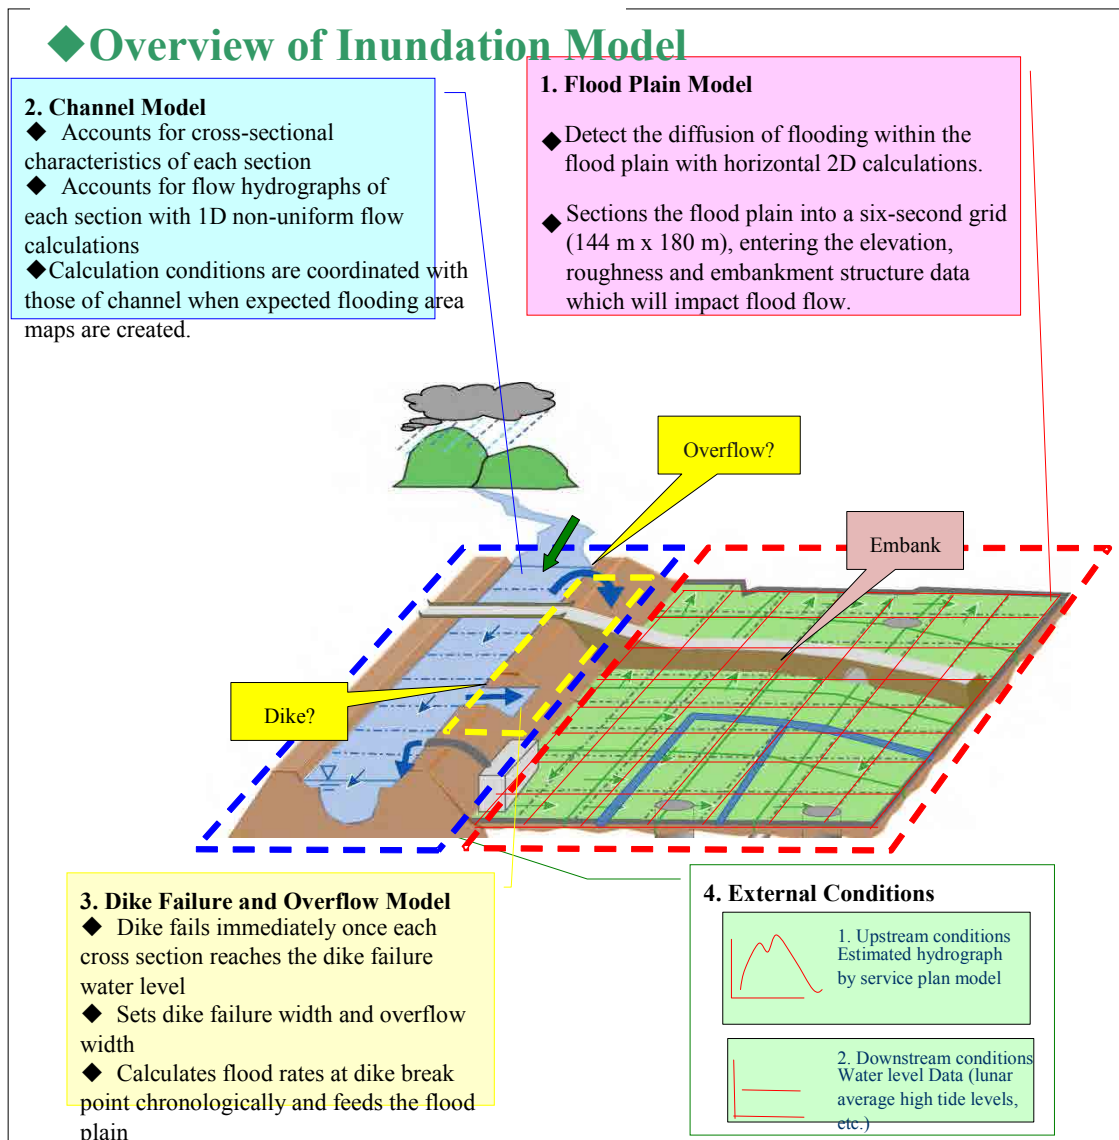 ◆Overview of Inundation Model
2. Channel Model
◆ Accounts for cross-sectional
characteristics of each section
◆ Accounts for flow hydrographs of
each section with 1D non-uniform flow
calculations
◆Calculation conditions are coordinated with
those of channel when expected flooding area
maps are created.
1. Flood Plain Model
◆ Detect the diffusion of flooding within the
flood plain with horizontal 2D calculations.
◆ Sections the flood plain into a six-second grid
(144 m x 180 m), entering the elevation,
roughness and embankment structure data
which will impact flood flow.
Overflow?
Embank
Dike?
3. Dike Failure and Overflow Model
◆ Dike fails immediately once each
cross section reaches the dike failure
water level
◆ Sets dike failure width and overflow
width
◆ Calculates flood rates at dike break
point chronologically and feeds the flood
plain
4. External Conditions
1. Upstream conditions
Estimated hydrograph
by service plan model
2. Downstream conditions
Water level Data (lunar
average high tide levels,
etc.)